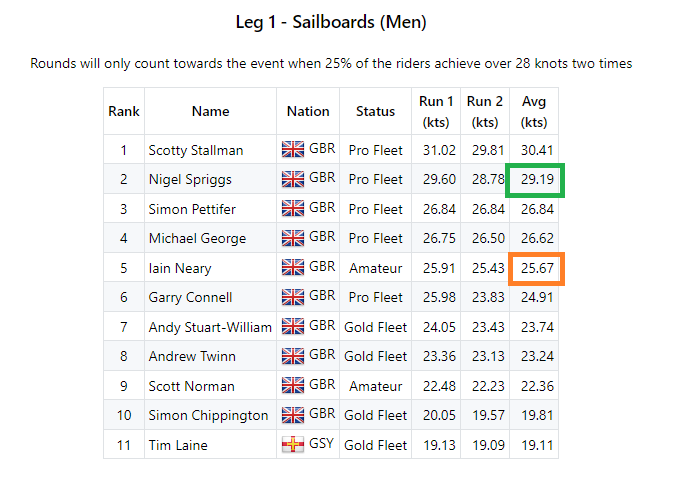 Leg 1 - Sailboards (Men)
Rounds will only count towards the event when 25% of the riders achieve over 28 knots two times
Rank Name Nation Status Run 1 (kts) Run 2 (kts) Avg (kts)
1 Scotty Stallman GBR Pro Fleet 31.02 29.81 30.41
2 Nigel Spriggs GBR Pro Fleet 29.60 28.78 29.19
3 Simon Pettifer GBR Pro Fleet 26.84 26.84 26.84
4 Michael George GBR Pro Fleet 26.75 26.50 26.62
5 Iain Neary GBR Amateur 25.91 25.43 25.67
6 Garry Connell GBR Pro Fleet 25.98 23.83 24.91
7 Andy Stuart-William GBR Gold Fleet 24.05 23.43 23.74
8 Andrew Twinn GBR Gold Fleet 23.36 23.13 23.24
9 Scott Norman GBR Amateur 22.48 22.23 22.36
10 Simon Chippington GBR Gold Fleet 20.05 19.57 19.81
11 Tim Laine GSY Gold Fleet 19.13 19.09 19.11